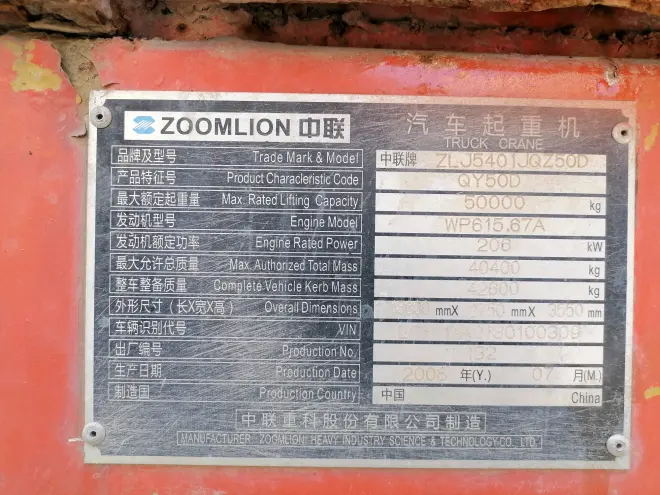 ZOOMLION 中联 汽车起重机
TRUCK CRANE
品牌及型号 Trade Mark & Model 中联牌 ZLJ5401JQZ50D
产品特征号 Product Characleristic Code QY50D
最大额定起重量 Max. Rated Lifting Capacity 50000 kg
发动机型号 Engine Model WP615.67A
发动机额定功率 Engine Rated Power 206 kW
最大允许总质量 Max. Authorized Total Mass 40400 kg
整车整备质量 Complete Vehicle Kerb Mass kg
外形尺寸(长X宽X高) Overall Dimensions mmX mmX 3550 mm
车辆识别代号 VIN
出厂编号 Production No. 132
生产日期 Production Date 2008 年(Y.) 07 月(M.)
制造国 Production Country 中国 China
中联重科股份有限公司制造
MANUFACTURER ZOOMLION HEAVY INDUSTRY SCIENCE & TECHNOLOGY CO., LTD.